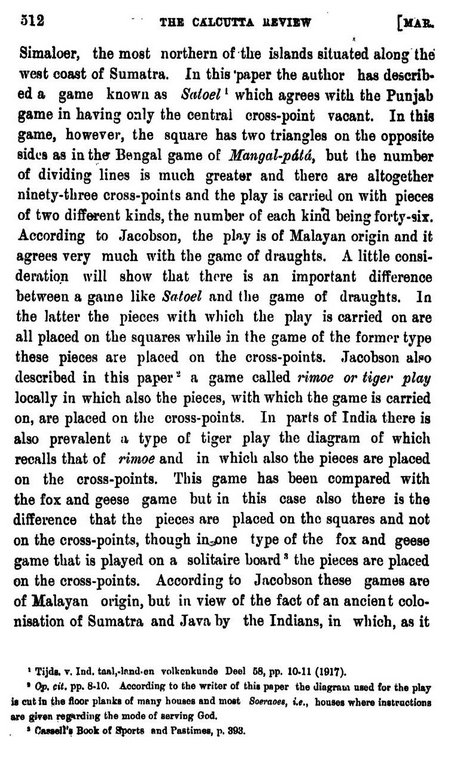 512 THE CALCUTTA REVIEW [MAR.
Simaloer, the most northern of the islands situated along the
west coast of Sumatra. In this paper the author has describ-
ed a game known as Satoel ¹ which agrees with the Punjab
game in having only the central cross-point vacant. In this
game, however, the square has two triangles on the opposite
sides as in the Bengal game of Mangal-pátá, but the number
of dividing lines is much greater and there are altogether
ninety-three cross-points and the play is carried on with pieces
of two different kinds, the number of each kind being forty-six.
According to Jacobson, the play is of Malayan origin and it
agrees very much with the game of draughts. A little consi-
deration will show that there is an important difference
between a game like Satoel and the game of draughts. In
the latter the pieces with which the play is carried on are
all placed on the squares while in the game of the former type
these pieces are placed on the cross-points. Jacobson also
described in this paper ² a game called rimoe or tiger play
locally in which also the pieces, with which the game is carried
on, are placed on the cross-points. In parts of India there is
also prevalent a type of tiger play the diagram of which
recalls that of rimoe and in which also the pieces are placed
on the cross-points. This game has been compared with
the fox and geese game but in this case also there is the
difference that the pieces are placed on the squares and not
on the cross-points, though in one type of the fox and geese
game that is played on a solitaire board ³ the pieces are placed
on the cross-points. According to Jacobson these games are
of Malayan origin, but in view of the fact of an ancient colo-
nisation of Sumatra and Java by the Indians, in which, as it
¹ Tijds. v. Ind. taal,-land-en volkenkunde Deel 58, pp. 10-11 (1917).
² Op. cit. pp. 8-10. According to the writer of this paper the diagram used for the play
is cut in the floor planks of many houses and most Soeraoes, i.e., houses where instructions
are given regarding the mode of serving God.
³ Cassell's Book of Sports and Pastimes, p. 393.